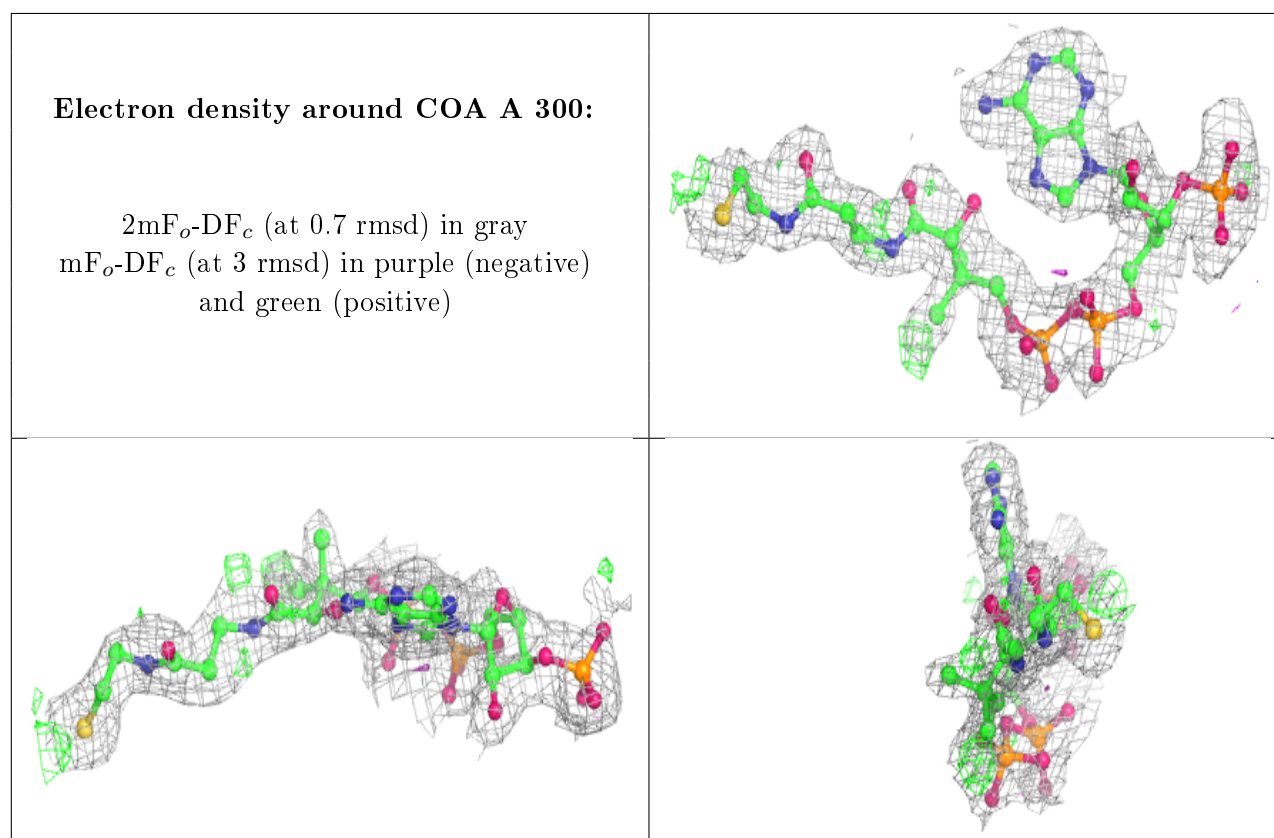 Electron density around COA A 300:
2mFo-DFc (at 0.7 rmsd) in gray
mFo-DFc (at 3 rmsd) in purple (negative)
and green (positive)